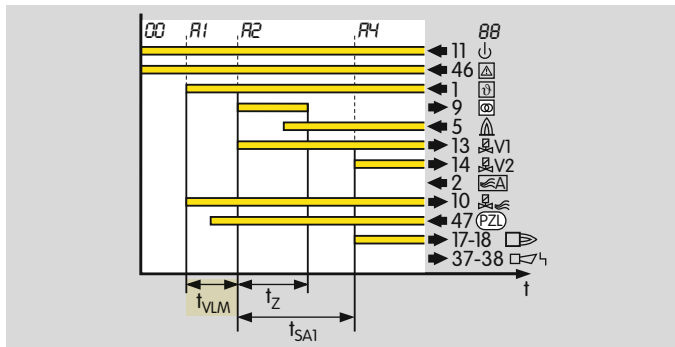 00 A1 A2 A4 88
11
46
1 ϑ
9
5
13 V1
14 V2
2 A
10
47 PZL
17-18
37-38
t
tVLM tZ
tSA1